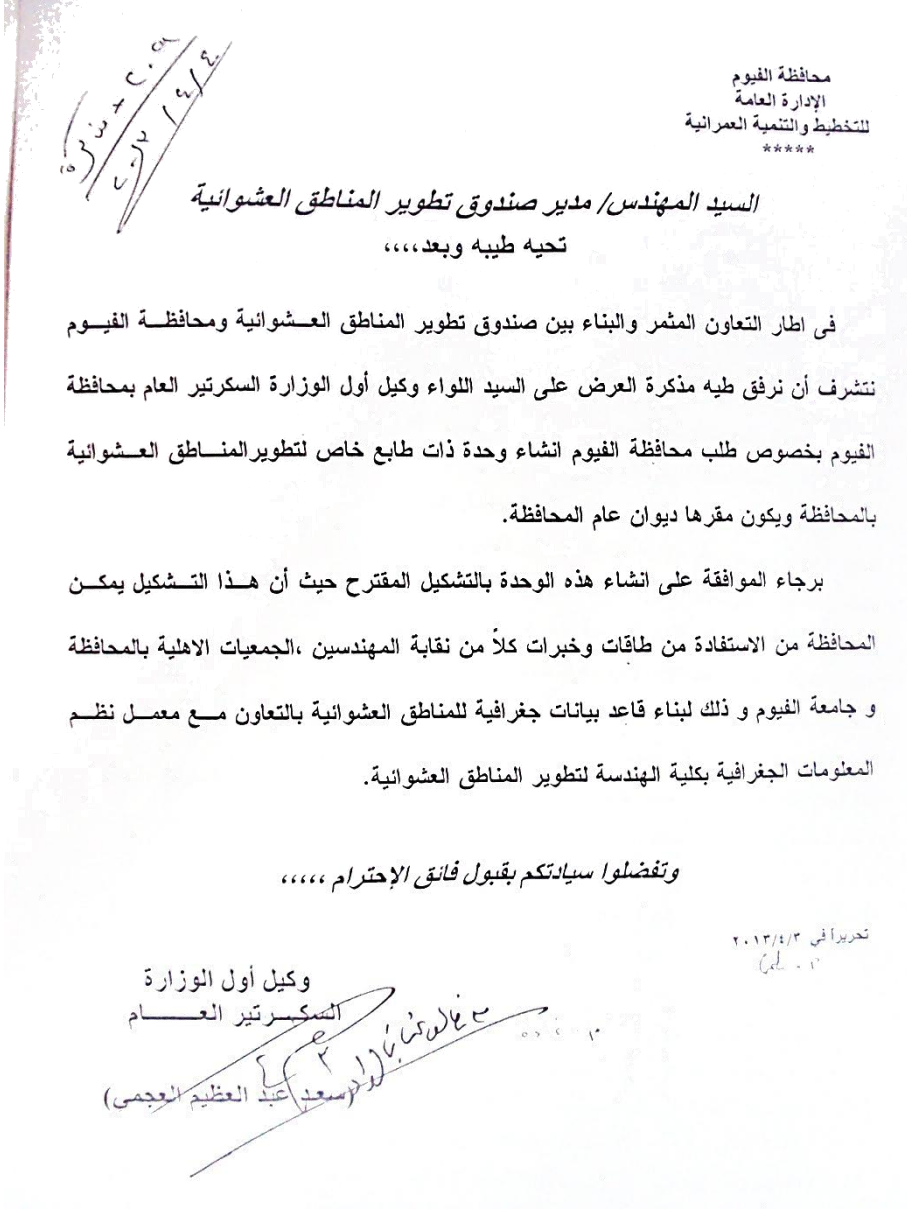 محافظة الفيوم
الإدارة العامة
للتخطيط والتنمية العمرانية
*****
السيد المهندس/ مدير صندوق تطوير المناطق العشوائية
تحيه طيبه وبعد،،،،
فى اطار التعاون المثمر والبناء بين صندوق تطوير المناطق العشوائية ومحافظة الفيوم
نتشرف أن نرفق طيه مذكرة العرض على السيد اللواء وكيل أول الوزارة السكرتير العام بمحافظة
الفيوم بخصوص طلب محافظة الفيوم انشاء وحدة ذات طابع خاص لتطويرالمناطق العشوائية
بالمحافظة ويكون مقرها ديوان عام المحافظة.
برجاء الموافقة على انشاء هذه الوحدة بالتشكيل المقترح حيث أن هذا التشكيل يمكن
المحافظة من الاستفادة من طاقات وخبرات كلاً من نقابة المهندسين ،الجمعيات الاهلية بالمحافظة
و جامعة الفيوم و ذلك لبناء قاعد بيانات جغرافية للمناطق العشوائية بالتعاون مع معمل نظم
المعلومات الجغرافية بكلية الهندسة لتطوير المناطق العشوائية.
وتفضلوا سيادتكم بقبول فائق الإحترام ،،،،،
تحريراً في ٢٠١٣/٤/٣
وكيل أول الوزارة
السكرتير العام
(سعد عبد العظيم العجمى)